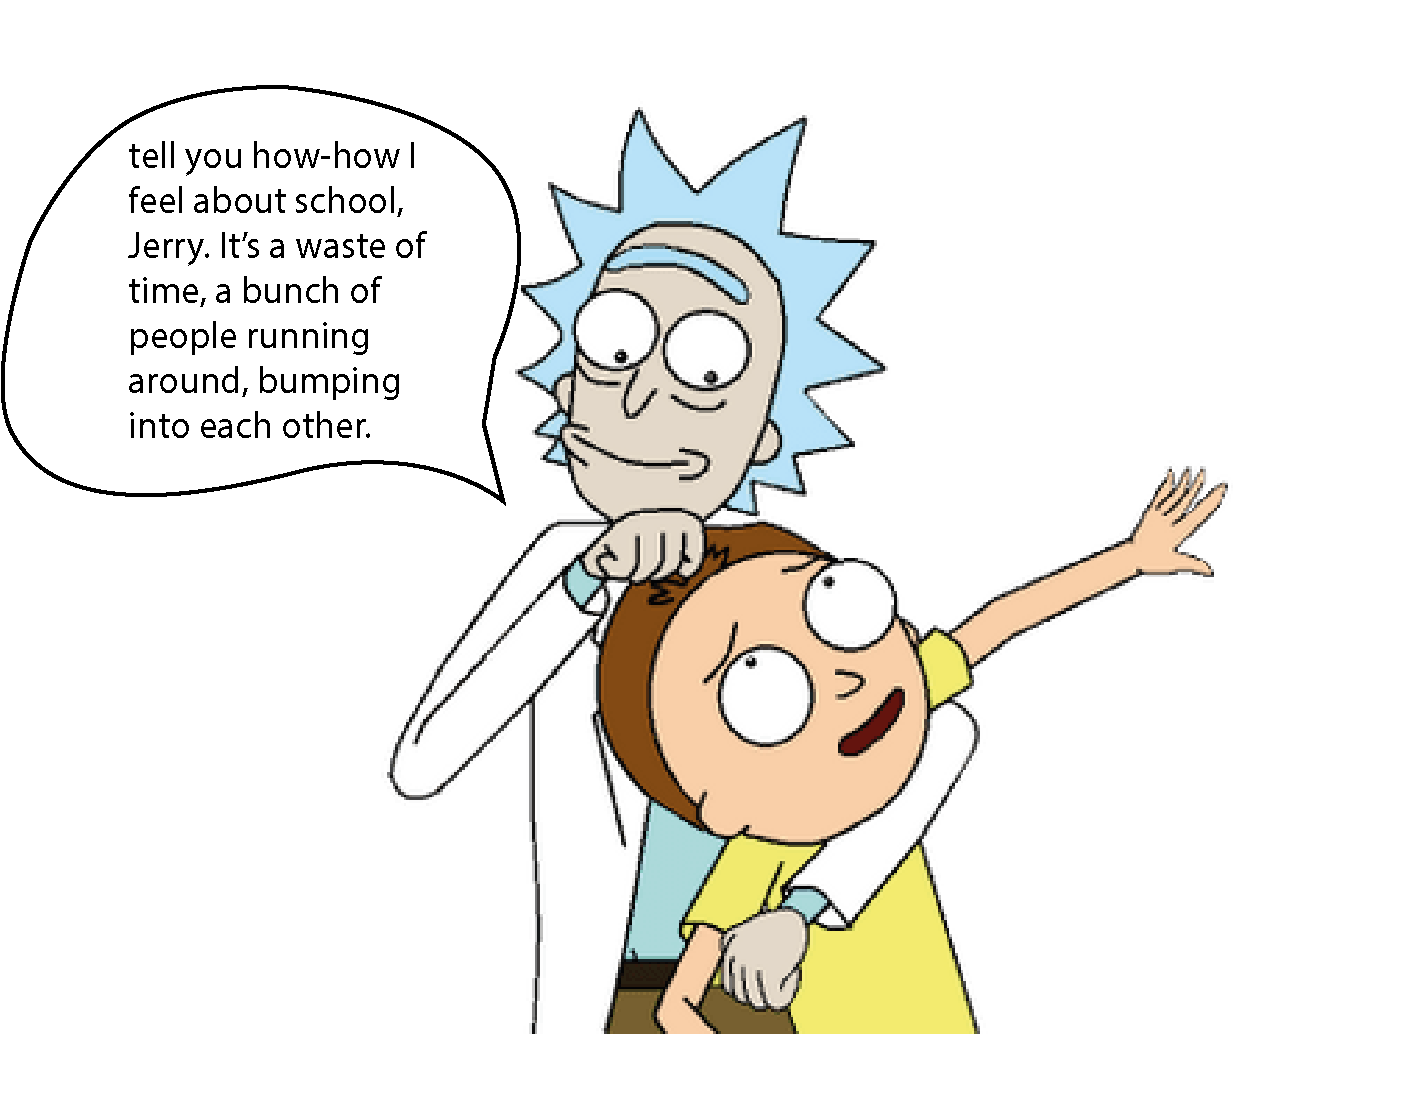 tell you how-how I
feel about school,
Jerry. It’s a waste of
time, a bunch of
people running
around, bumping
into each other.